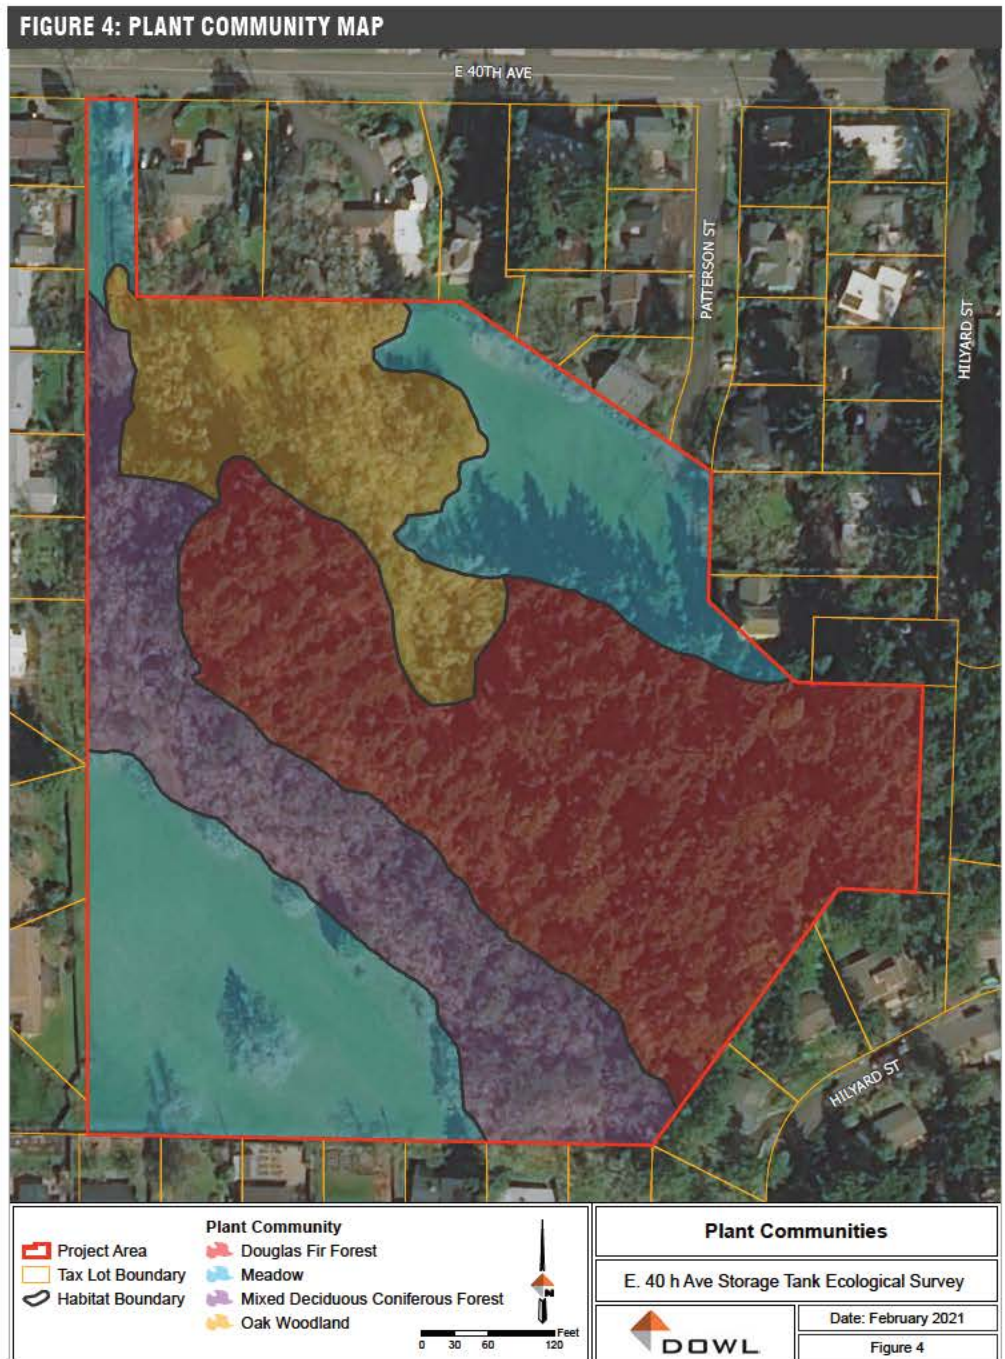 FIGURE 4: PLANT COMMUNITY MAP
E 40TH AVE
PATTERSON ST
HILYARD ST
HILYARD ST
Plant Community
Project Area
Tax Lot Boundary
Habitat Boundary
Douglas Fir Forest
Meadow
Mixed Deciduous Coniferous Forest
Oak Woodland
N
Feet
0 30 60 120
Plant Communities
E. 40 h Ave Storage Tank Ecological Survey
DOWL
Date: February 2021
Figure 4